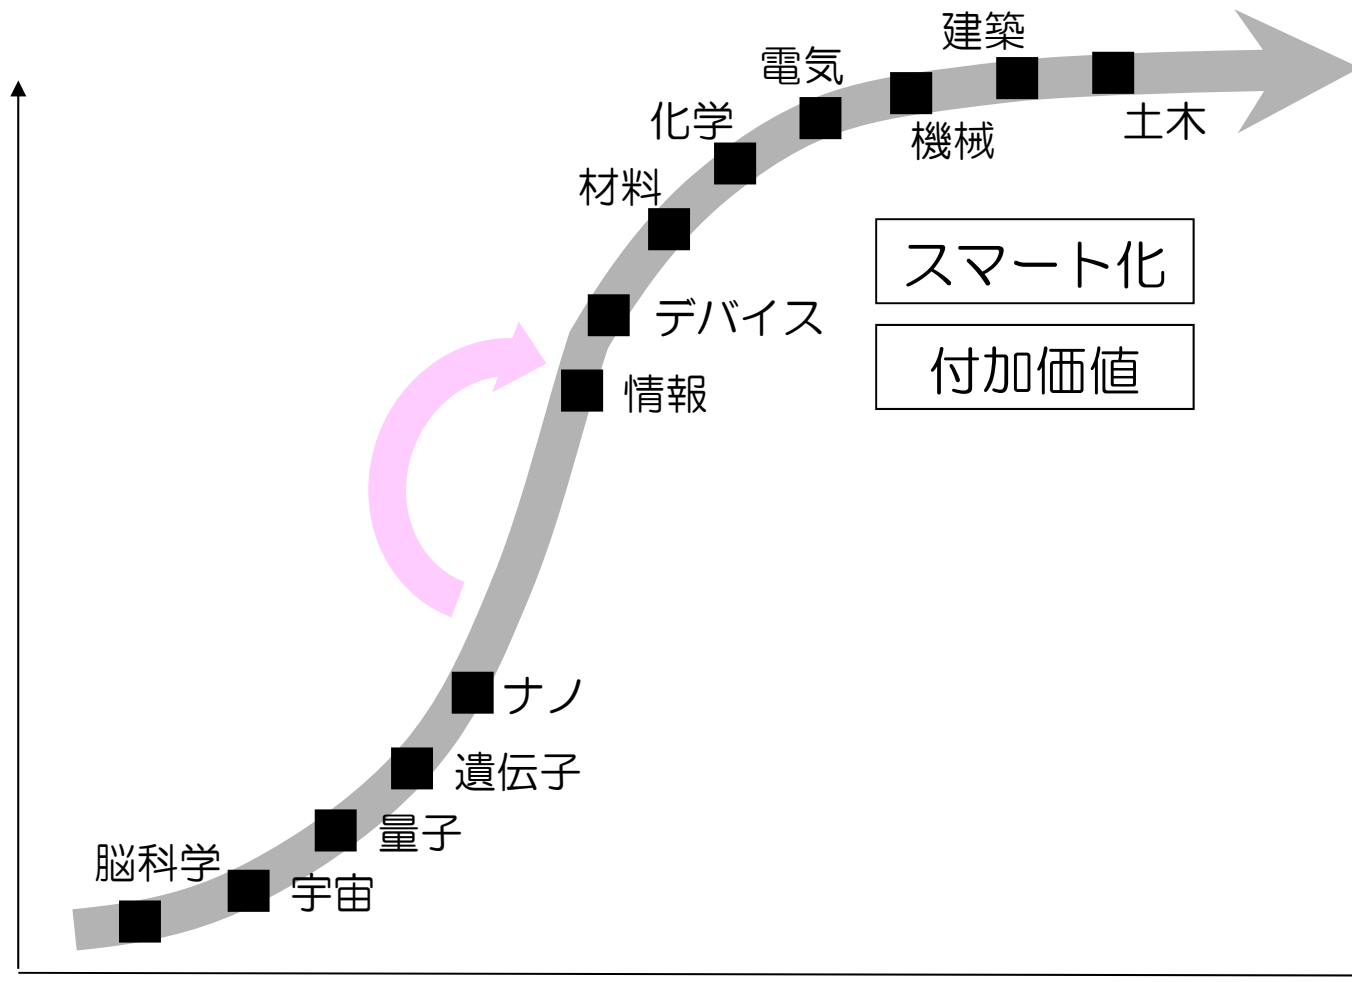 建築
電気
化学
機械
土木
材料
スマート化
デバイス
付加価値
情報
ナノ
遺伝子
量子
脳科学
宇宙